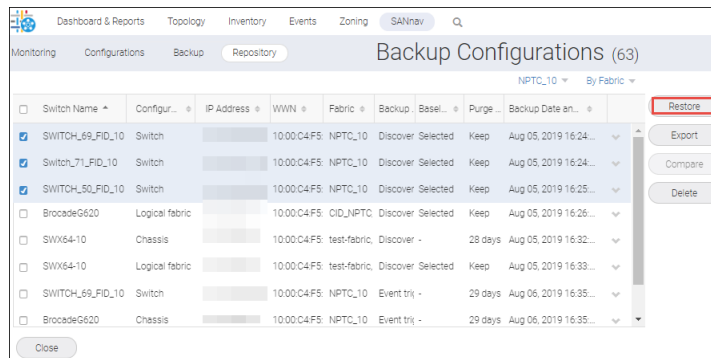 Dashboard & Reports Topology Inventory Events Zoning SANnav
Monitoring Configurations Backup Repository Backup Configurations (63)
NPTC_10 By Fabric
Switch Name Configur... IP Address WWN Fabric Backup . Basel... Purge ... Backup Date an... Restore
SWITCH_69_FID_10 Switch 10:00:C4:F5: NPTC_10 Discover Selected Keep Aug 05, 2019 16:24:... Export
Switch_71_FID_10 Switch 10:00:C4:F5: NPTC_10 Discover Selected Keep Aug 05, 2019 16:24:... Compare
SWITCH_50_FID_10 Switch 10:00:C4:F5: NPTC_10 Discover Selected Keep Aug 05, 2019 16:25:... Delete
BrocadeG620 Logical fabric 10:00:C4:F5: CID_NPTC Discover Selected Keep Aug 05, 2019 16:26:...
SWX64-10 Chassis 10:00:C4:F5: test-fabric, Discover - 28 days Aug 05, 2019 16:32:...
SWX64-10 Logical fabric 10:00:C4:F5: test-fabric, Discover Selected Keep Aug 05, 2019 16:33:...
SWITCH_69_FID_10 Switch 10:00:C4:F5: NPTC_10 Event tri - 29 days Aug 06, 2019 16:35:...
BrocadeG620 Chassis 10:00:C4:F5: NPTC_10 Event tri - 29 days Aug 06, 2019 16:35:...
Close